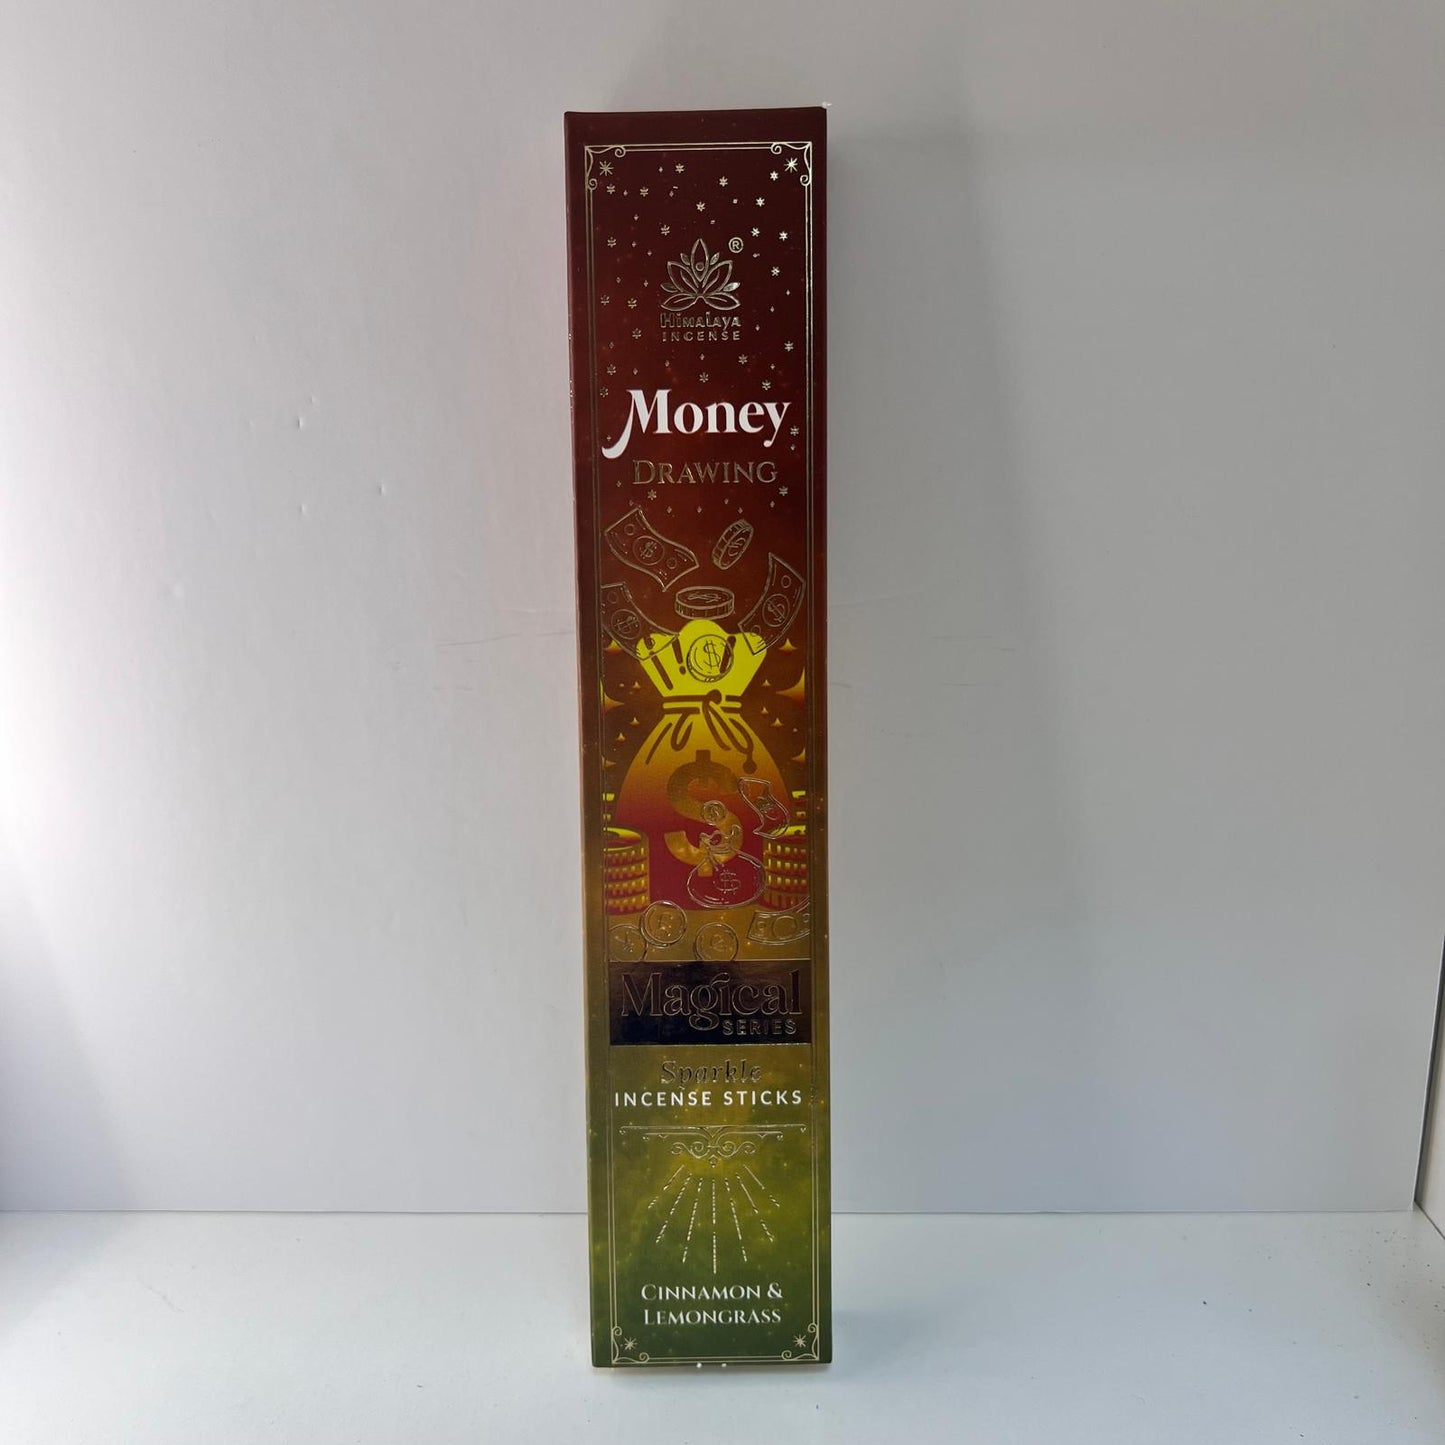 ®
Himalaya
INCENSE
Money
DRAWING
$
$
$
$
$
$
$
Magical
SERIES
Sparkle
INCENSE STICKS
CINNAMON &
LEMONGRASS